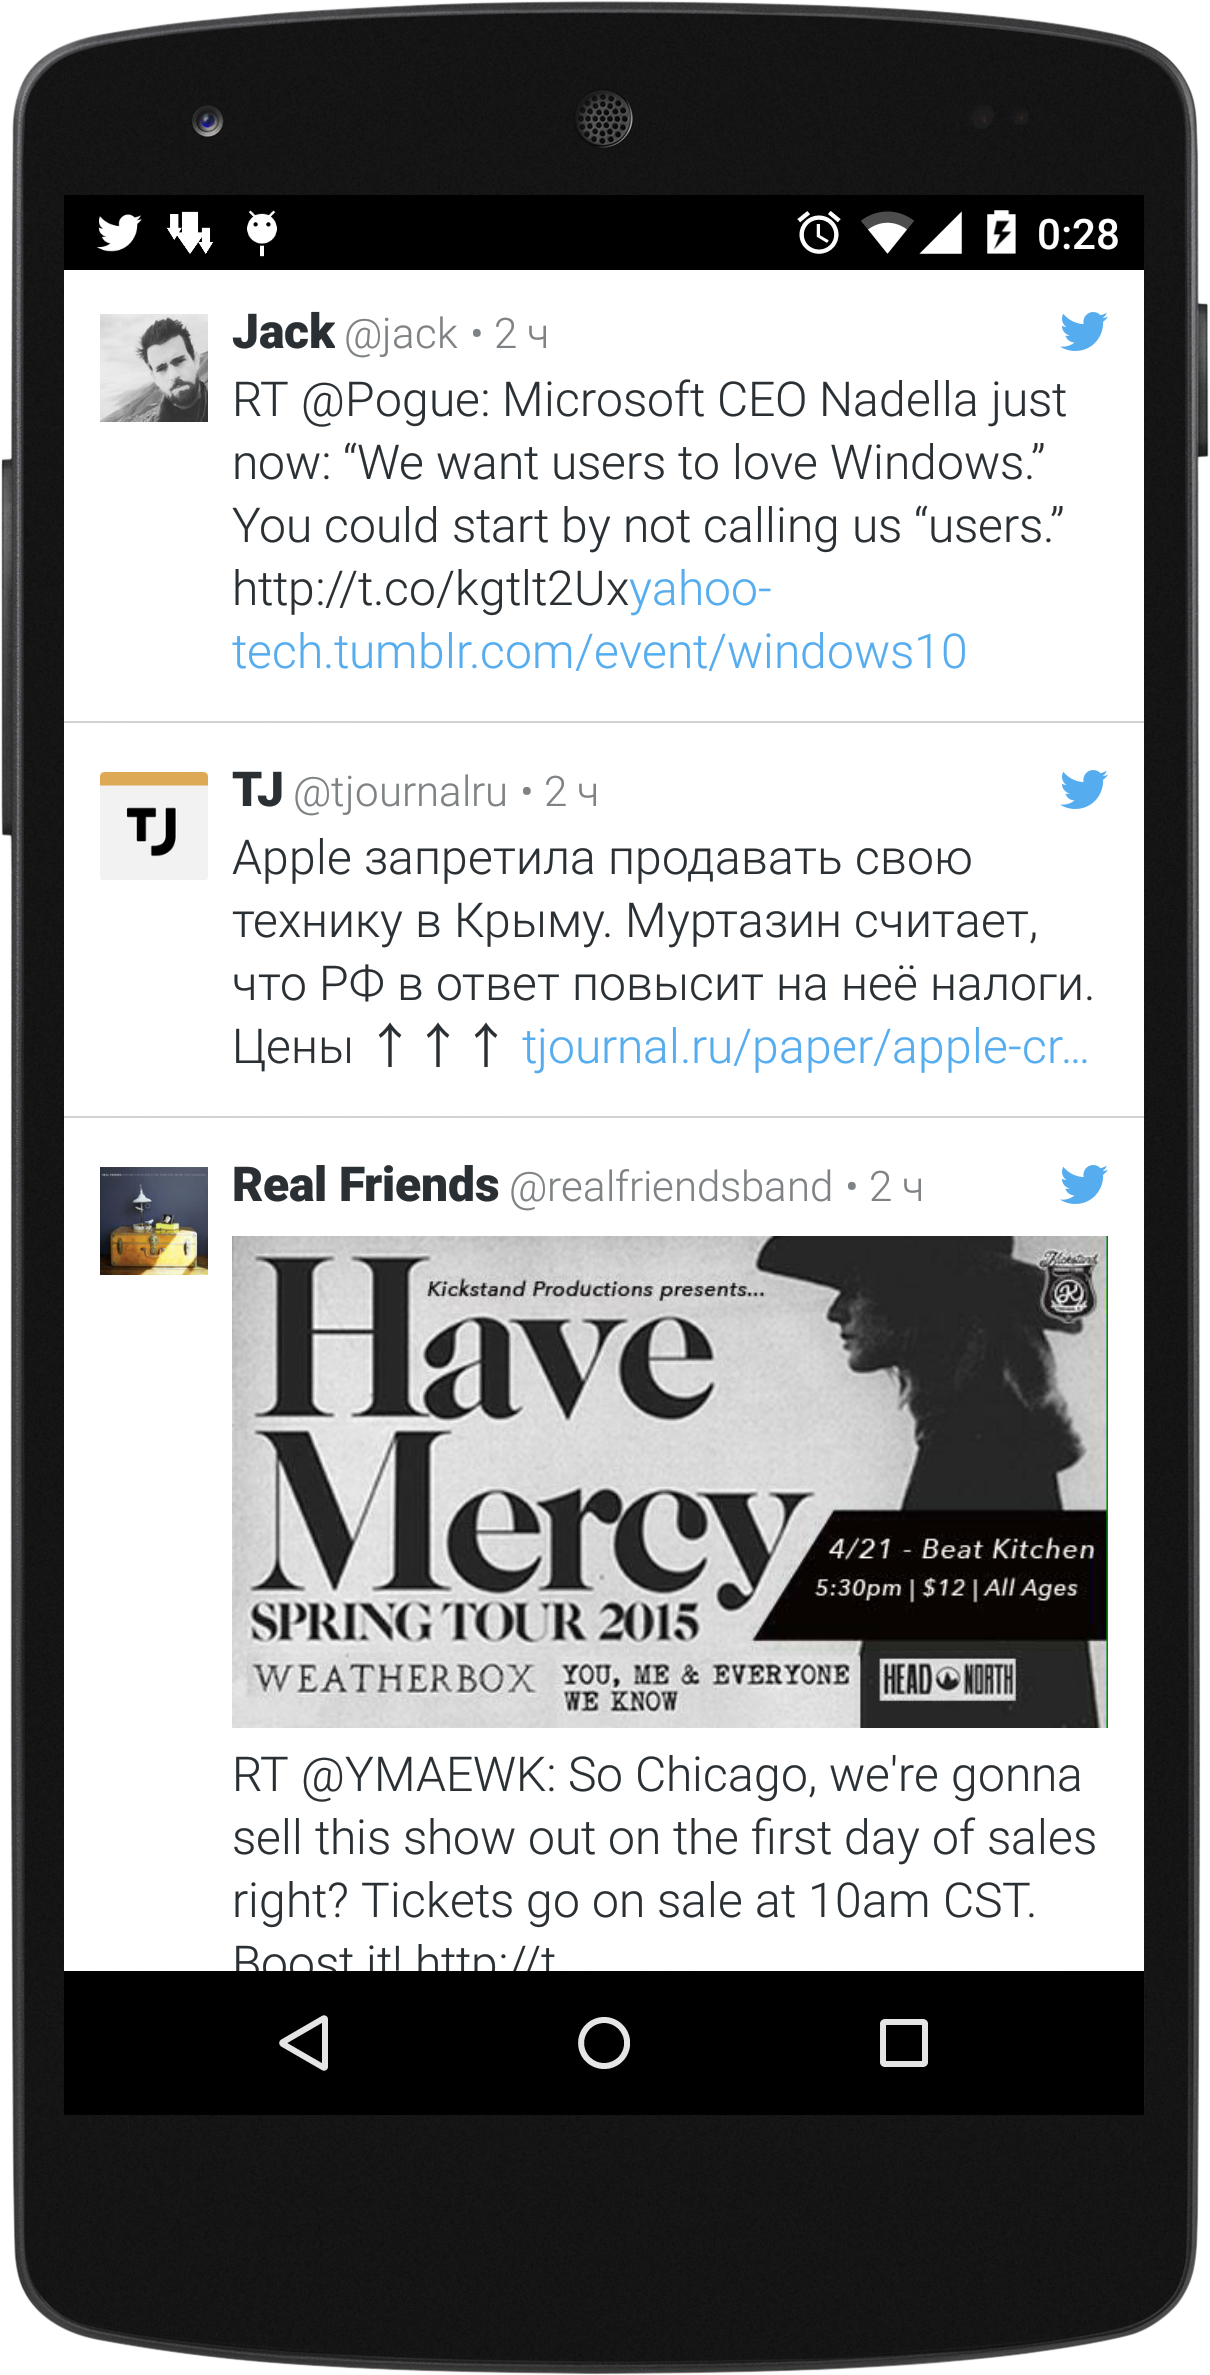 0:28
Jack @jack • 2 ч
RT @Pogue: Microsoft CEO Nadella just
now: “We want users to love Windows.”
You could start by not calling us “users.”
http://t.co/kgtlt2Uxyahoo-
tech.tumblr.com/event/windows10
TJ
TJ @tjournalru • 2 ч
Apple запретила продавать свою
технику в Крыму. Муртазин считает,
что РФ в ответ повысит на неё налоги.
Цены ↑ ↑ ↑ tjournal.ru/paper/apple-cr...
Real Friends @realfriendsband • 2 ч
Kickstand Productions presents...
Kickstand
K
Have
Mercy
4/21 - Beat Kitchen
5:30pm | $12 | All Ages
SPRING TOUR 2015
WEATHERBOX
YOU, ME & EVERYONE
WE KNOW
HEAD NORTH
RT @YMAEWK: So Chicago, we're gonna
sell this show out on the first day of sales
right? Tickets go on sale at 10am CST.
Boost it! http://t